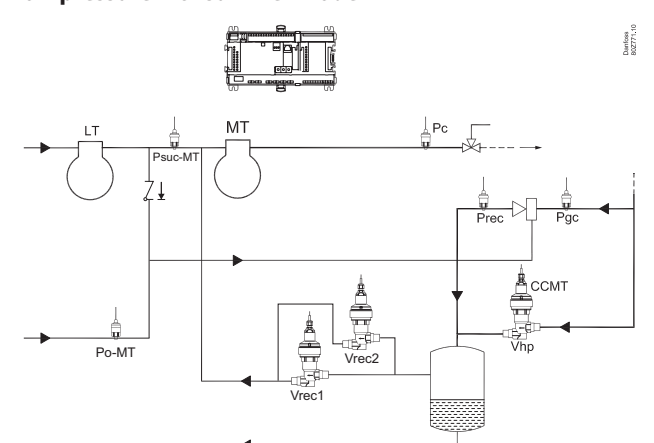 Danfoss
80Z771.10
LT
MT
Pc
Psuc-MT
Prec
Pgc
CCMT
Po-MT
Vrec2
Vhp
Vrec1